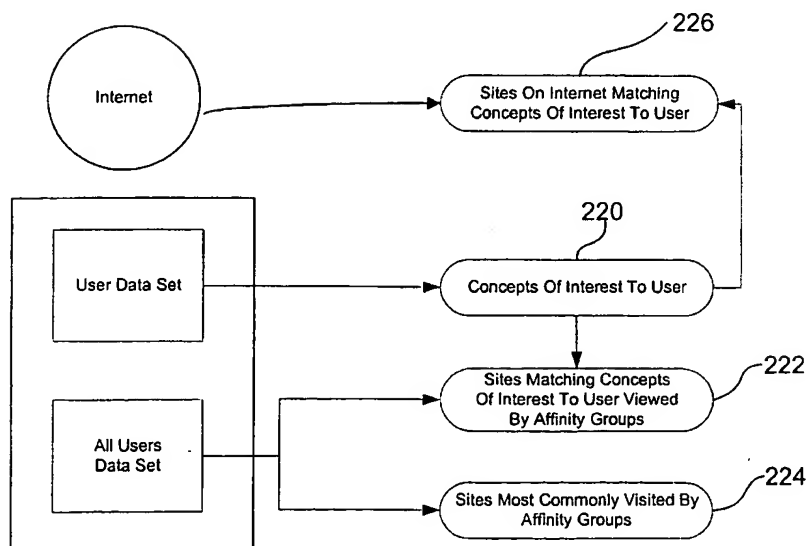 226
Internet
Sites On Internet Matching
Concepts Of Interest To User
220
User Data Set
Concepts Of Interest To User
222
Sites Matching Concepts
Of Interest To User Viewed
By Affinity Groups
All Users
Data Set
224
Sites Most Commonly Visited By
Affinity Groups